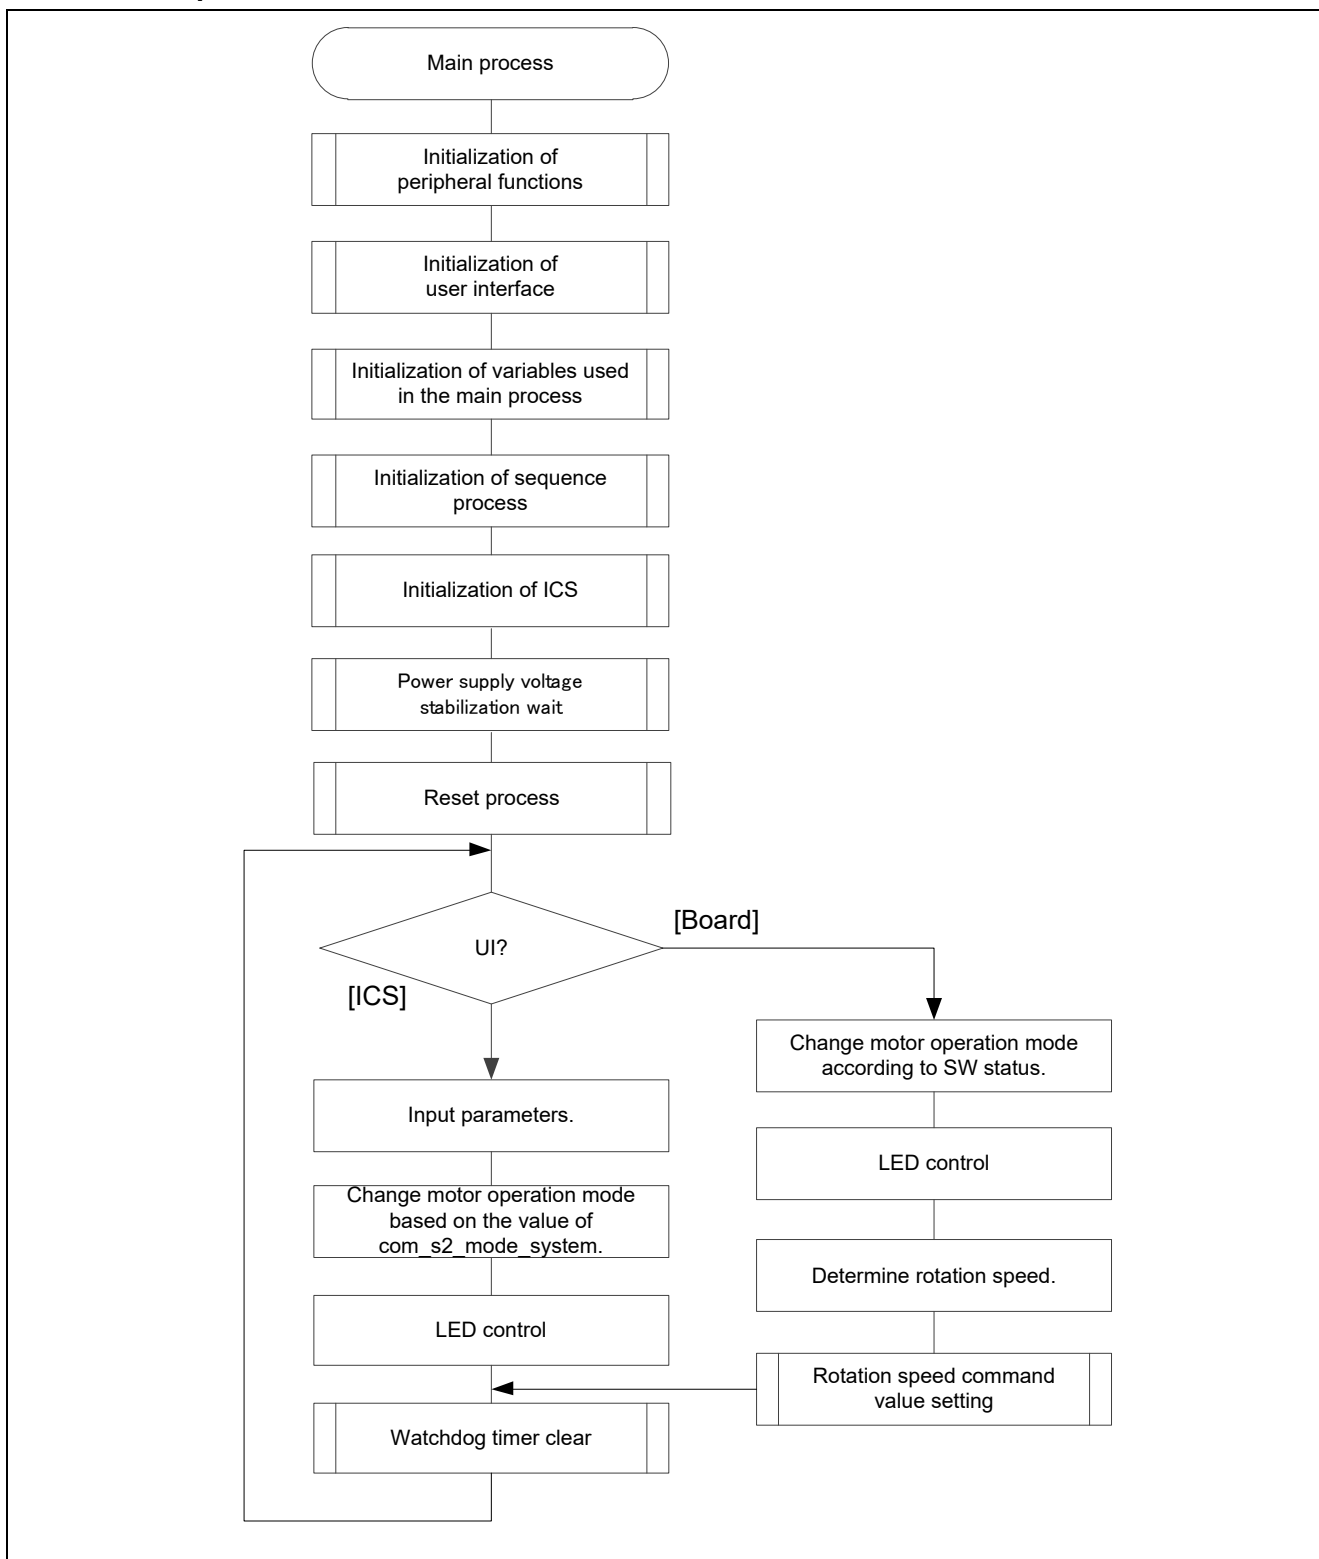 Main process
Initialization of
peripheral functions
Initialization of
user interface
Initialization of variables used
in the main process
Initialization of sequence
process
Initialization of ICS
Power supply voltage
stabilization wait
Reset process
UI?
[Board]
[ICS]
Input parameters.
Change motor operation mode
based on the value of
com_s2_mode_system.
LED control
Change motor operation mode
according to SW status.
LED control
Determine rotation speed.
Rotation speed command
value setting
Watchdog timer clear